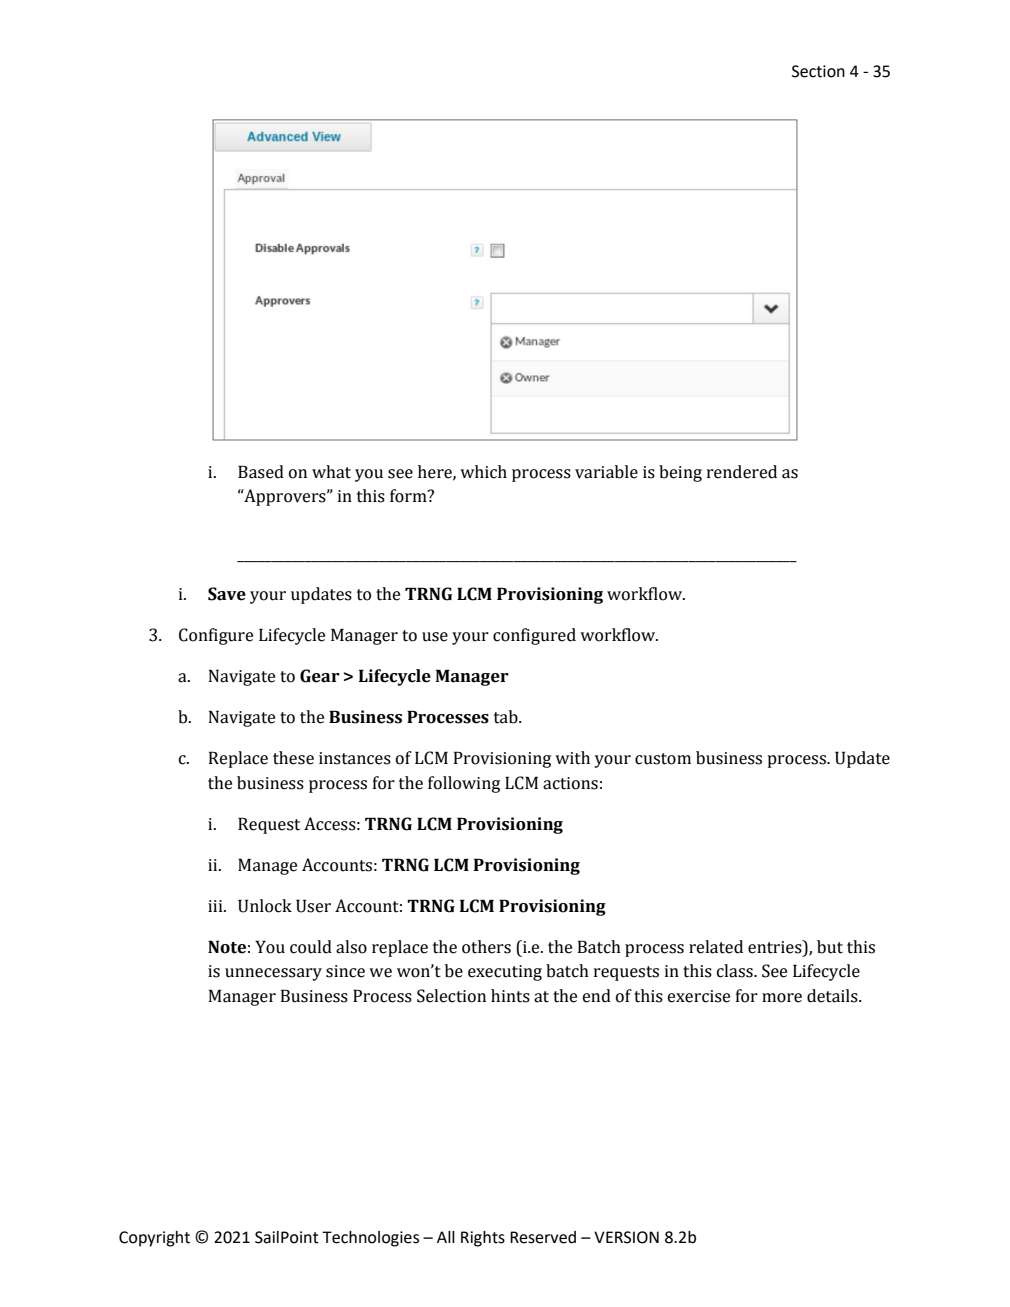 Section 4 - 35
Advanced View
Approval
Disable Approvals ?
Approvers ?
Manager
Owner
i. Based on what you see here, which process variable is being rendered as
“Approvers” in this form?
i. Save your updates to the TRNG LCM Provisioning workflow.
3. Configure Lifecycle Manager to use your configured workflow.
a. Navigate to Gear > Lifecycle Manager
b. Navigate to the Business Processes tab.
c. Replace these instances of LCM Provisioning with your custom business process. Update
the business process for the following LCM actions:
i. Request Access: TRNG LCM Provisioning
ii. Manage Accounts: TRNG LCM Provisioning
iii. Unlock User Account: TRNG LCM Provisioning
Note: You could also replace the others (i.e. the Batch process related entries), but this
is unnecessary since we won’t be executing batch requests in this class. See Lifecycle
Manager Business Process Selection hints at the end of this exercise for more details.
Copyright © 2021 SailPoint Technologies – All Rights Reserved – VERSION 8.2b